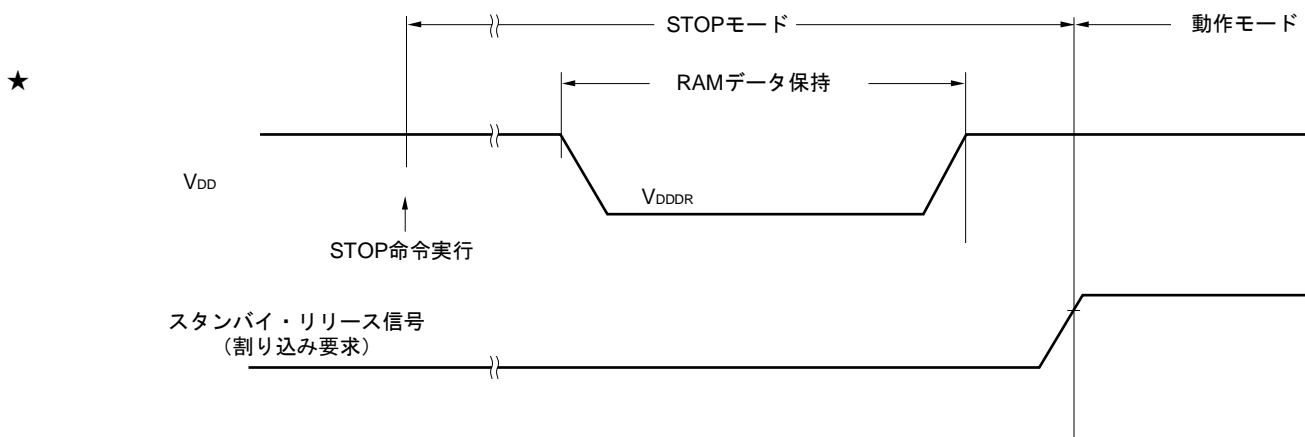 STOPモード
動作モード
★
RAMデータ保持
VDD
VDDDR
STOP命令実行
スタンバイ・リリース信号
（割り込み要求）